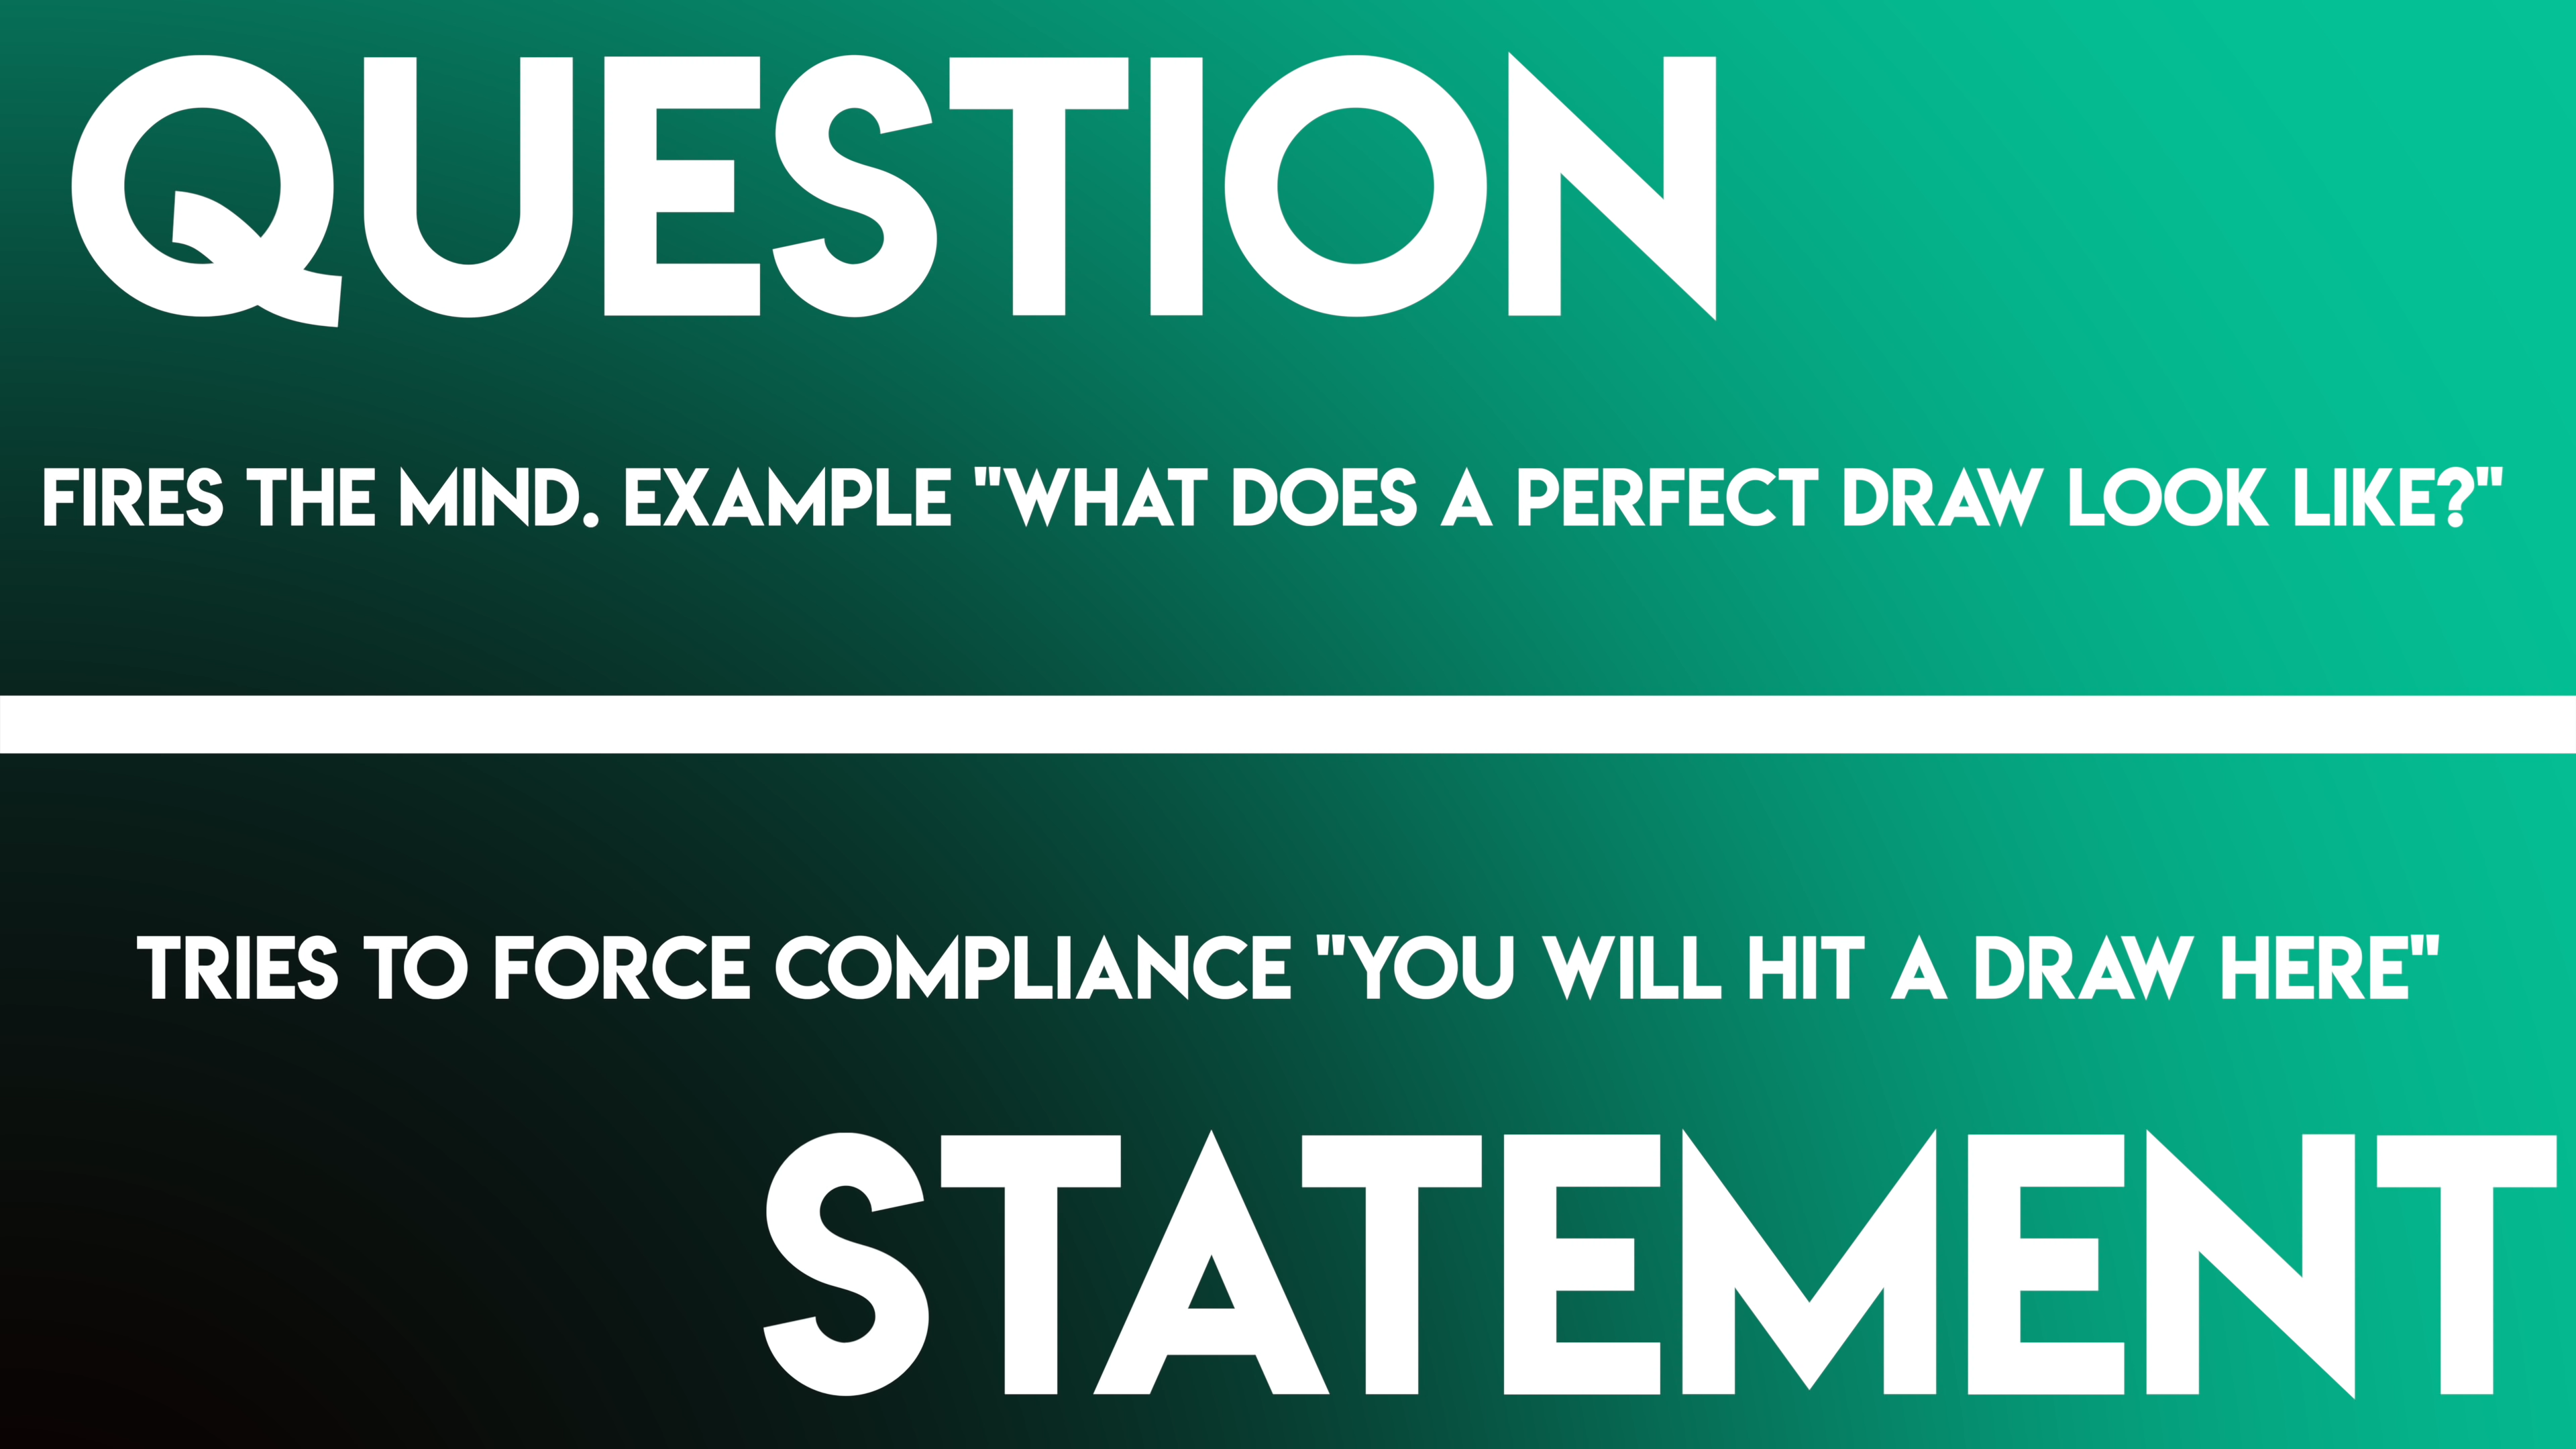 QUESTION
FIRES THE MIND. EXAMPLE "WHAT DOES A PERFECT DRAW LOOK LIKE?"
TRIES TO FORCE COMPLIANCE "YOU WILL HIT A DRAW HERE"
STATEMENT